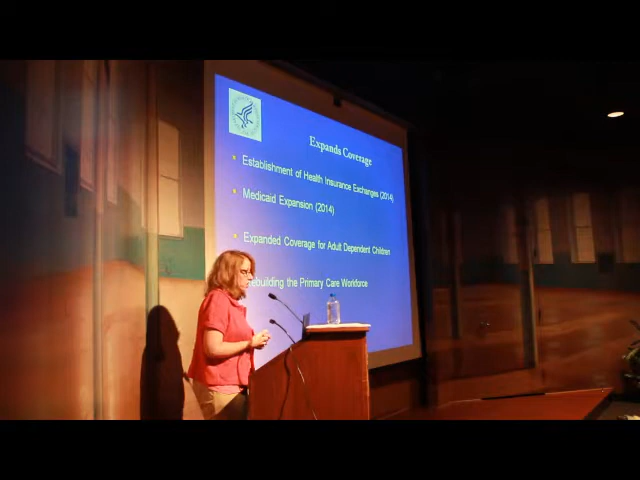 Expands Coverage
Establishment of Health Insurance Exchanges (2014)
Medicaid Expansion (2014)
Expanded Coverage for Adult Dependent Children
building the Primary Care Workforce